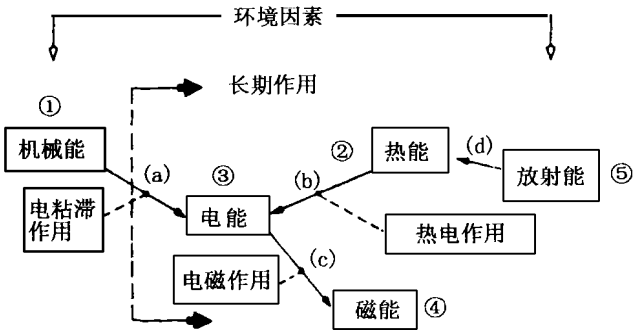 环境因素
长期作用
①
机械能
(a)
电粘滞
作用
③
电能
(b)
②
热能
(d)
放射能
⑤
热电作用
电磁作用
(c)
磁能
④